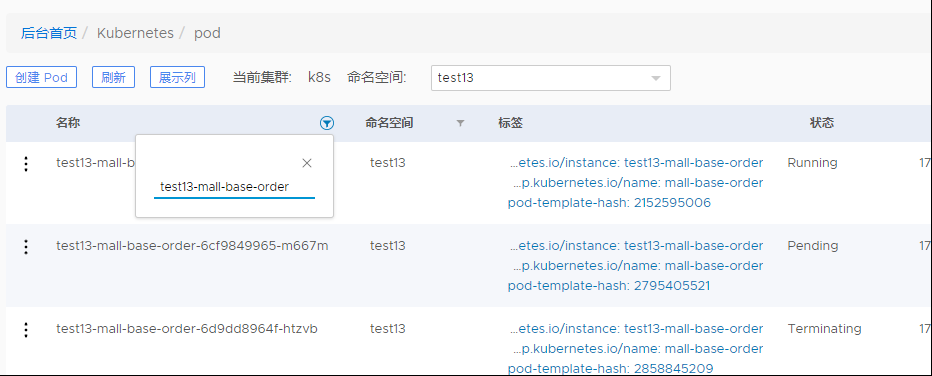 后台首页 / Kubernetes / pod
创建 Pod 刷新 展示列 当前集群: k8s 命名空间: test13
名称 命名空间 标签 状态
test13-mall-b test13 ...etes.io/instance: test13-mall-base-order Running 17
...p.kubernetes.io/name: mall-base-order
pod-template-hash: 2152595006
test13-mall-base-order
test13-mall-base-order-6cf9849965-m667m test13 ...etes.io/instance: test13-mall-base-order Pending 17
...p.kubernetes.io/name: mall-base-order
pod-template-hash: 2795405521
test13-mall-base-order-6d9dd8964f-htzvb test13 ...etes.io/instance: test13-mall-base-order Terminating 17
...p.kubernetes.io/name: mall-base-order
pod-template-hash: 2858845209